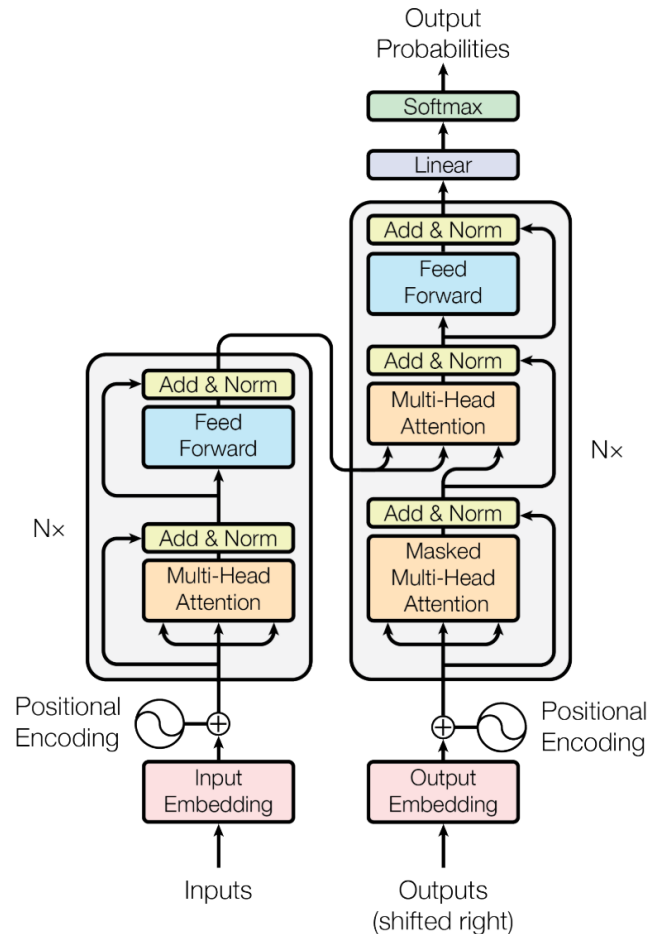 Output
Probabilities
Softmax
Linear
Add & Norm
Feed
Forward
Add & Norm
Multi-Head
Attention
Add & Norm
Masked
Multi-Head
Attention
N×
Add & Norm
Feed
Forward
N×
Add & Norm
Multi-Head
Attention
Positional
Encoding
Positional
Encoding
Input
Embedding
Output
Embedding
Inputs
Outputs
(shifted right)